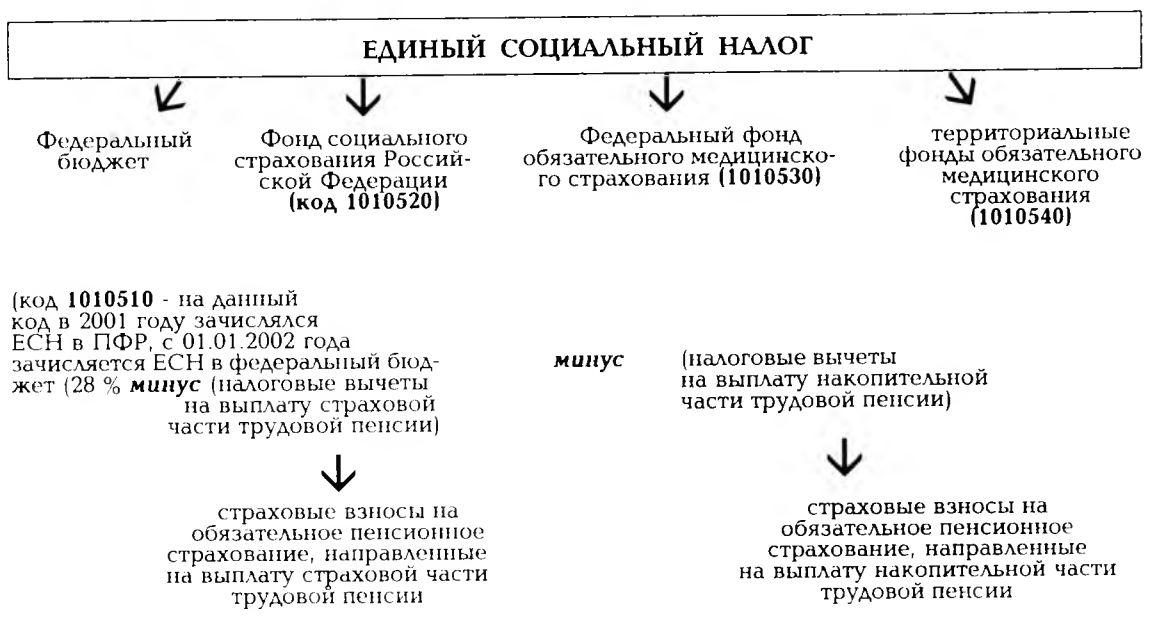 ЕДИНЫЙ СОЦИАЛЬНЫЙ НАЛОГ
Федеральный
бюджет
Фонд социального
страхования Россий-
ской Федерации
(код 1010520)
Федеральный фонд
обязательного медицинско-
го страхования (1010530)
территориальные
фонды обязательного
медицинского
страхования
(1010540)
(код 1010510 - на данный
код в 2001 году зачислялся
ЕСН в ПФР, с 01.01.2002 года
зачисляется ЕСН в федеральный бюд-
жет (28 % минус (налоговые вычеты
на выплату страховой
части трудовой пенсии)
минус
(налоговые вычеты
на выплату накопительной
части трудовой пенсии)
страховые взносы на
обязательное пенсионное
страхование, направленные
на выплату страховой части
трудовой пенсии
страховые взносы на
обязательное пенсионное
страхование, направленные
на выплату накопительной части
трудовой пенсии